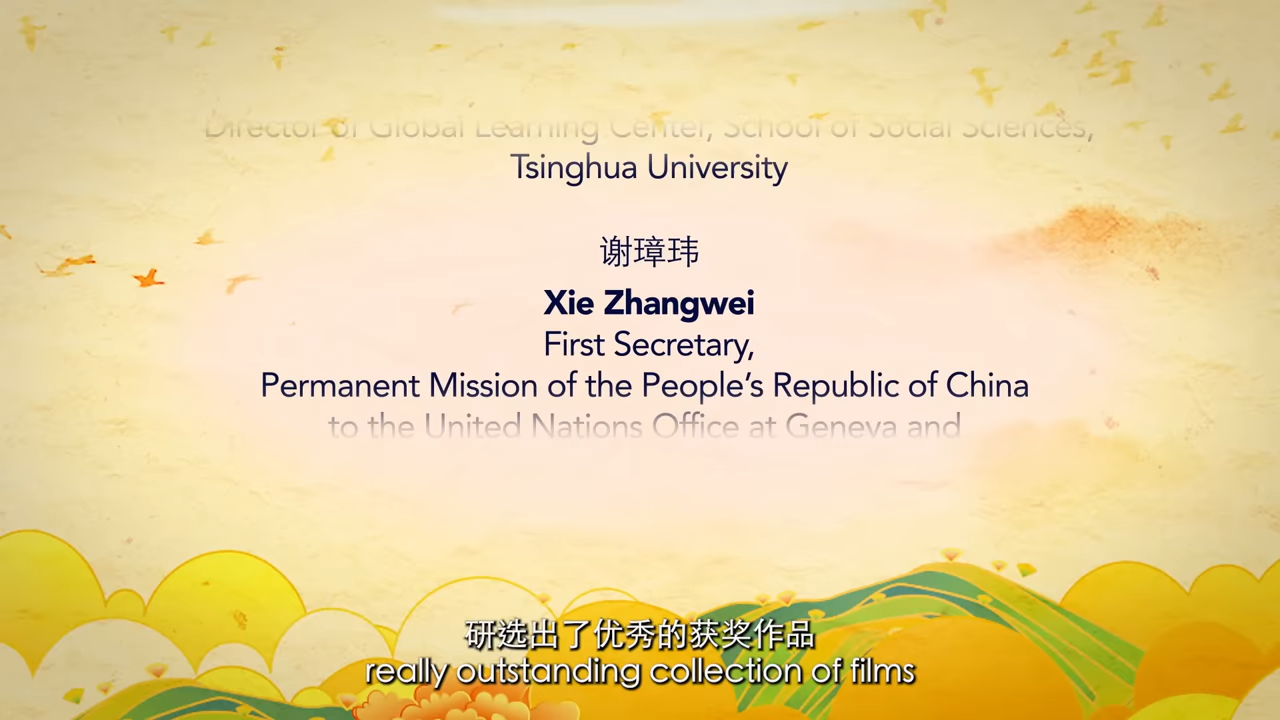 Director of Global Learning Center, School of Social Sciences,
Tsinghua University
谢璋玮
Xie Zhangwei
First Secretary,
Permanent Mission of the People's Republic of China
to the United Nations Office at Geneva and
研选出了优秀的获奖作品
really outstanding collection of films